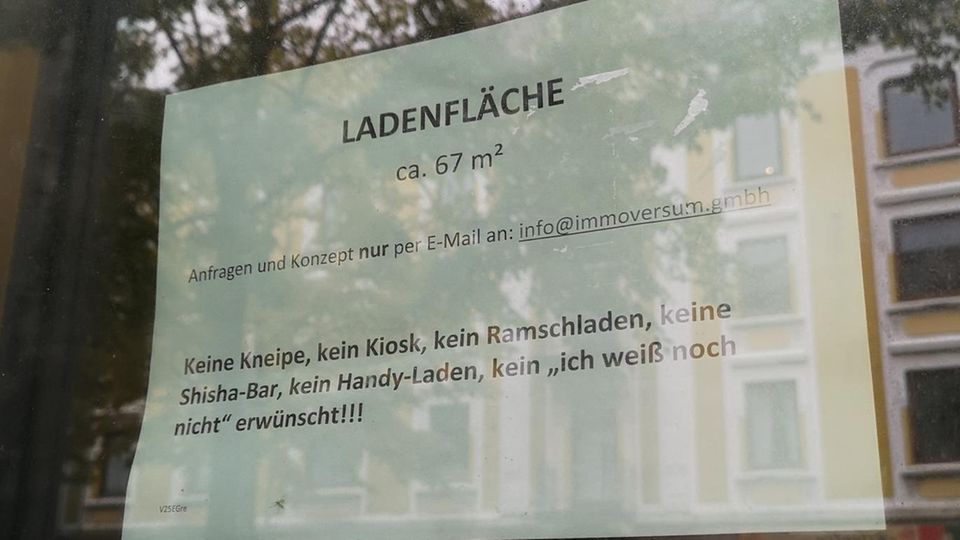 LADENFLÄCHE
ca. 67 m²
Anfragen und Konzept nur per E-Mail an: info@immoversum.gmbh
Keine Kneipe, kein Kiosk, kein Ramschladen, keine
Shisha-Bar, kein Handy-Laden, kein „ich weiß noch
nicht“ erwünscht!!!
V25EGre